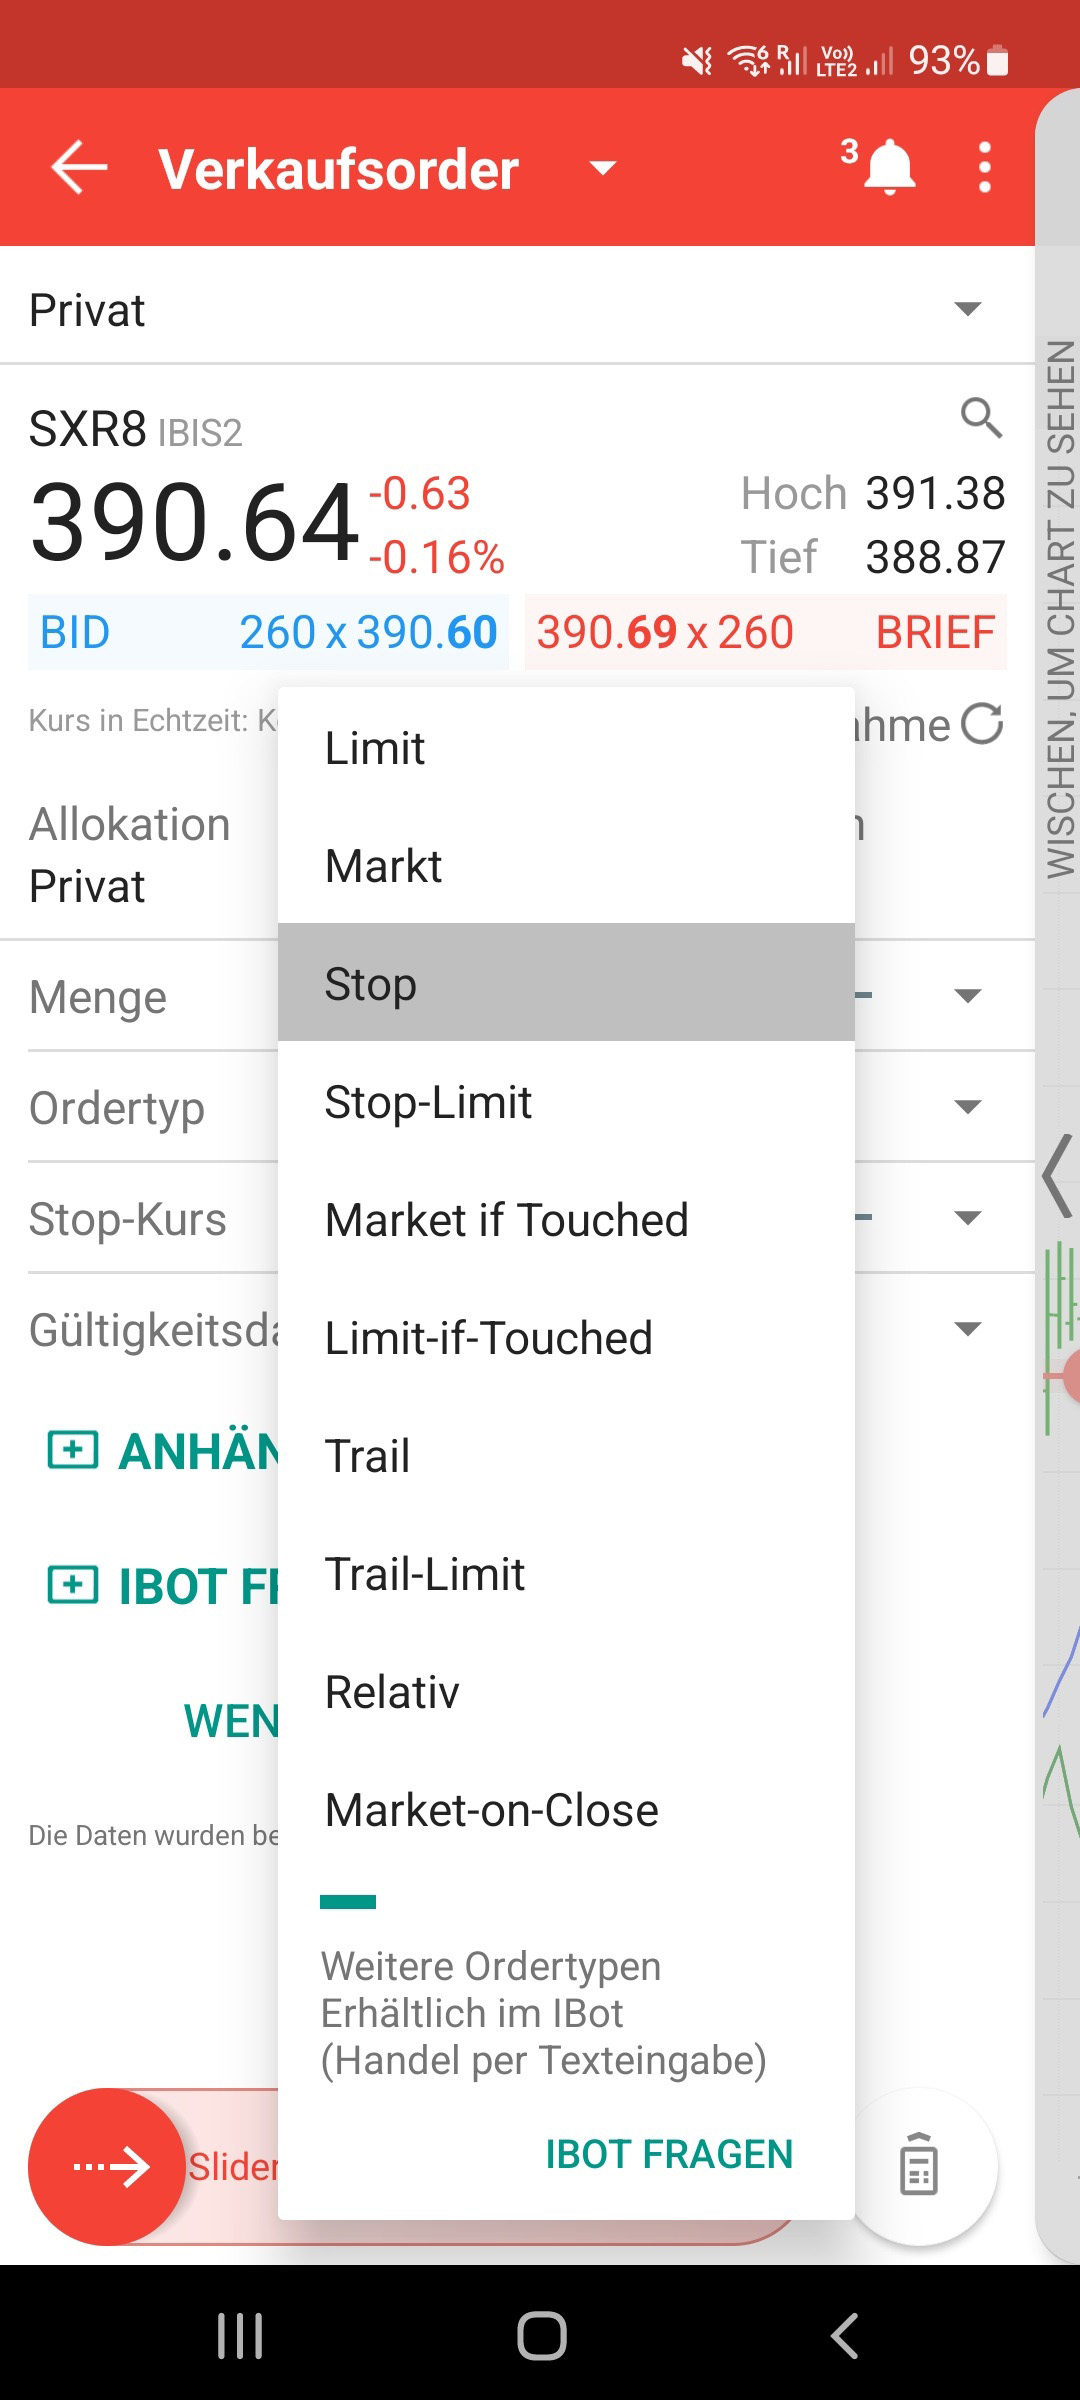 6 R Vo)) LTE2 93%
Verkaufsorder 3
Privat
SXR8 IBIS2
390.64 -0.63 Hoch 391.38
-0.16% Tief 388.87
BID 260 x 390.60 390.69 x 260 BRIEF
Kurs in Echtzeit:
Allokation
Privat
Menge
Ordertyp
Stop-Kurs
Limit
Markt
Stop
Stop-Limit
Market if Touched
Limit-if-Touched
Trail
Trail-Limit
Relativ
Market-on-Close
Weitere Ordertypen
Erhältlich im IBot
(Handel per Texteingabe)
IBOT FRAGEN
ANHÄN
IBOT FR
WEN
Die Daten wurden be
Slider
WISCHEN, UM CHART ZU SEHEN